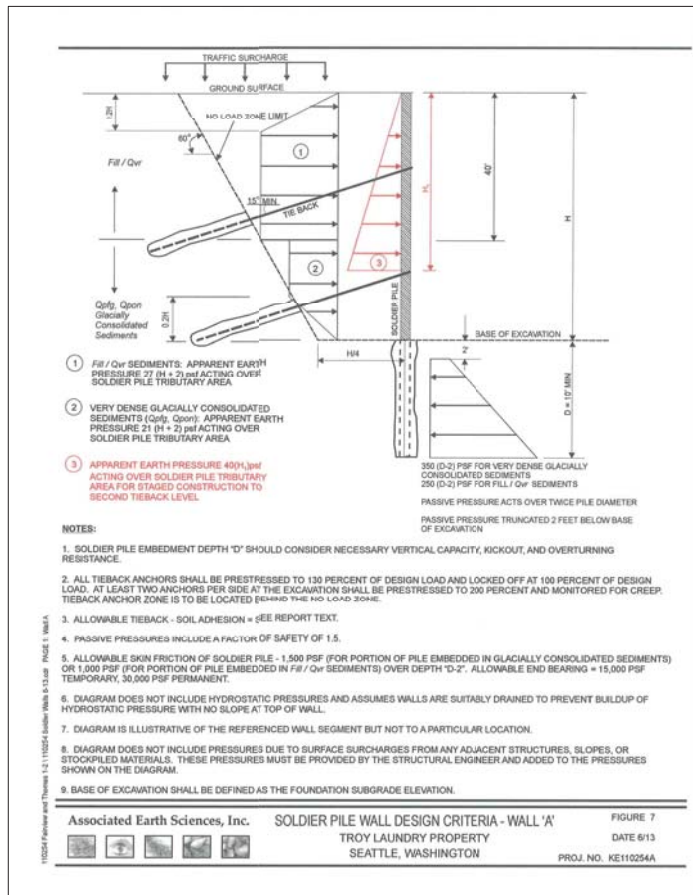 TRAFFIC SURCHARGE
GROUND SURFACE
.2H
NO LOAD ZONE LIMIT
60°
Fill / Qvr
1
15° MIN
TIE BACK
40'
H
2
3
SOLDIER PILE
Qpfg, Qpon
Glacially
Consolidated
Sediments
0.2H
H/4
BASE OF EXCAVATION
2'
D = 10' MIN
1 Fill / Qvr SEDIMENTS: APPARENT EARTH
PRESSURE 27 (H + 2) psf ACTING OVER
SOLDIER PILE TRIBUTARY AREA
2 VERY DENSE GLACIALLY CONSOLIDATED
SEDIMENTS (Qpfg, Qpon): APPARENT EARTH
PRESSURE 21 (H + 2) psf ACTING OVER
SOLDIER PILE TRIBUTARY AREA
3 APPARENT EARTH PRESSURE 40(H₁)psf
ACTING OVER SOLDIER PILE TRIBUTARY
AREA FOR STAGED CONSTRUCTION TO
SECOND TIEBACK LEVEL
350 (D-2) PSF FOR VERY DENSE GLACIALLY
CONSOLIDATED SEDIMENTS
250 (D-2) PSF FOR FILL / Qvr SEDIMENTS
PASSIVE PRESSURE ACTS OVER TWICE PILE DIAMETER
PASSIVE PRESSURE TRUNCATED 2 FEET BELOW BASE
OF EXCAVATION
NOTES:
1. SOLDIER PILE EMBEDMENT DEPTH "D" SHOULD CONSIDER NECESSARY VERTICAL CAPACITY, KICKOUT, AND OVERTURNING
RESISTANCE.
2. ALL TIEBACK ANCHORS SHALL BE PRESTRESSED TO 130 PERCENT OF DESIGN LOAD AND LOCKED OFF AT 100 PERCENT OF DESIGN
LOAD. AT LEAST TWO ANCHORS PER SIDE AT THE EXCAVATION SHALL BE PRESTRESSED TO 200 PERCENT AND MONITORED FOR CREEP.
TIEBACK ANCHOR ZONE IS TO BE LOCATED BEHIND THE NO LOAD ZONE.
3. ALLOWABLE TIEBACK - SOIL ADHESION = SEE REPORT TEXT.
4. PASSIVE PRESSURES INCLUDE A FACTOR OF SAFETY OF 1.5.
5. ALLOWABLE SKIN FRICTION OF SOLDIER PILE - 1,500 PSF (FOR PORTION OF PILE EMBEDDED IN GLACIALLY CONSOLIDATED SEDIMENTS)
OR 1,000 PSF (FOR PORTION OF PILE EMBEDDED IN Fill / Qvr SEDIMENTS) OVER DEPTH "D-2". ALLOWABLE END BEARING = 15,000 PSF
TEMPORARY, 30,000 PSF PERMANENT.
6. DIAGRAM DOES NOT INCLUDE HYDROSTATIC PRESSURES AND ASSUMES WALLS ARE SUITABLY DRAINED TO PREVENT BUILDUP OF
HYDROSTATIC PRESSURE WITH NO SLOPE AT TOP OF WALL.
7. DIAGRAM IS ILLUSTRATIVE OF THE REFERENCED WALL SEGMENT BUT NOT TO A PARTICULAR LOCATION.
8. DIAGRAM DOES NOT INCLUDE PRESSURES DUE TO SURFACE SURCHARGES FROM ANY ADJACENT STRUCTURES, SLOPES, OR
STOCKPILED MATERIALS. THESE PRESSURES MUST BE PROVIDED BY THE STRUCTURAL ENGINEER AND ADDED TO THE PRESSURES
SHOWN ON THE DIAGRAM.
9. BASE OF EXCAVATION SHALL BE DEFINED AS THE FOUNDATION SUBGRADE ELEVATION.
110254 Fairview and Thomas 1-2 \ 110254 Soldier Walls 6-13.cdr PAGE 1: Wall A
Associated Earth Sciences, Inc.
SOLDIER PILE WALL DESIGN CRITERIA - WALL 'A'
TROY LAUNDRY PROPERTY
SEATTLE, WASHINGTON
FIGURE 7
DATE 6/13
PROJ. NO. KE110254A